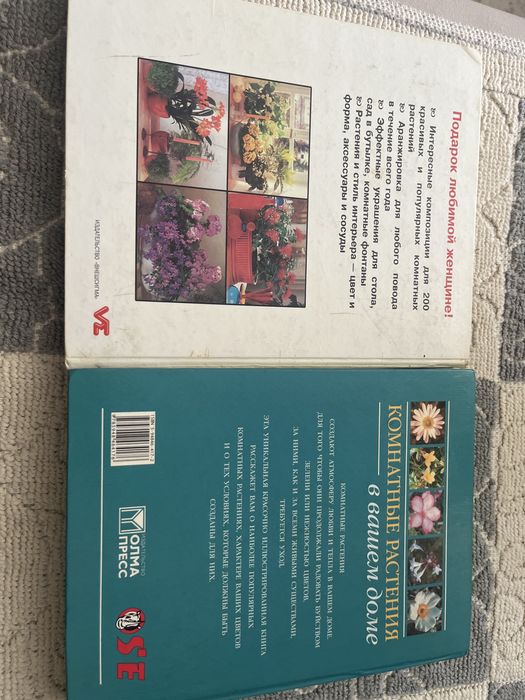 Подарок любимой женщине!
Интересные композиции для 200
красивых и популярных комнатных
растений
Аранжировка для любого повода
в течение всего года
Эффектные украшения для стола,
сад в бутылке, комнатные фонтаны
Растения и стиль интерьера — цвет и
форма, аксессуары и сосуды
ИЗДАТЕЛЬСТВО «ВНЕШСИГМА»
КОМНАТНЫЕ РАСТЕНИЯ
в вашем доме
КОМНАТНЫЕ РАСТЕНИЯ
СОЗДАЮТ АТМОСФЕРУ ЛЮБВИ И ТЕПЛА В ВАШЕМ ДОМЕ.
ДЛЯ ТОГО ЧТОБЫ ОНИ ПРОДОЛЖАЛИ РАДОВАТЬ БУЙСТВОМ
ЗЕЛЕНИ ИЛИ НЕЖНОСТЬЮ ЦВЕТОВ,
ЗА НИМИ, КАК И ЗА ВСЕМИ ЖИВЫМИ СУЩЕСТВАМИ,
ТРЕБУЕТСЯ УХОД.
ЭТА УНИКАЛЬНАЯ КРАСОЧНО ИЛЛЮСТРИРОВАННАЯ КНИГА
РАССКАЖЕТ ВАМ О НАИБОЛЕЕ ПОПУЛЯРНЫХ
КОМНАТНЫХ РАСТЕНИЯХ, ХАРАКТЕРЕ ВАШИХ ЦВЕТОВ
И О ТЕХ УСЛОВИЯХ, КОТОРЫЕ ДОЛЖНЫ БЫТЬ
СОЗДАНЫ ДЛЯ НИХ.
ИЗДАТЕЛЬСТВО
ОЛМА
ПРЕСС